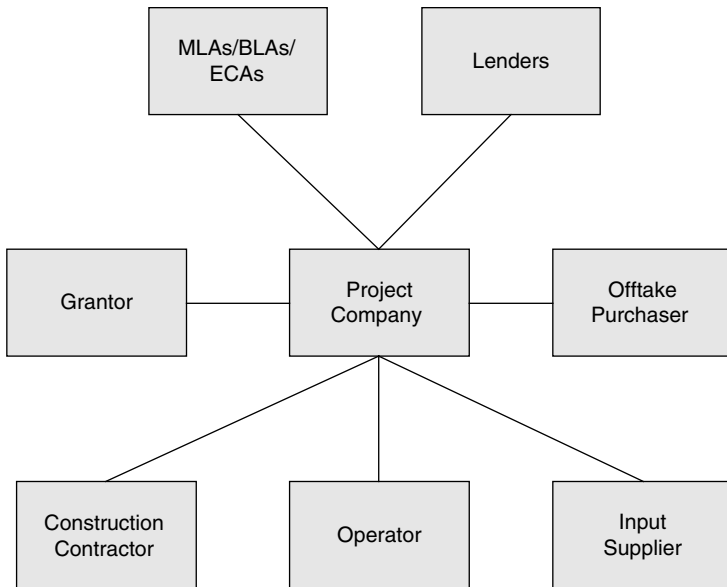 MLAs/BLAs/
ECAs
Lenders
Grantor
Project
Company
Offtake
Purchaser
Construction
Contractor
Operator
Input
Supplier